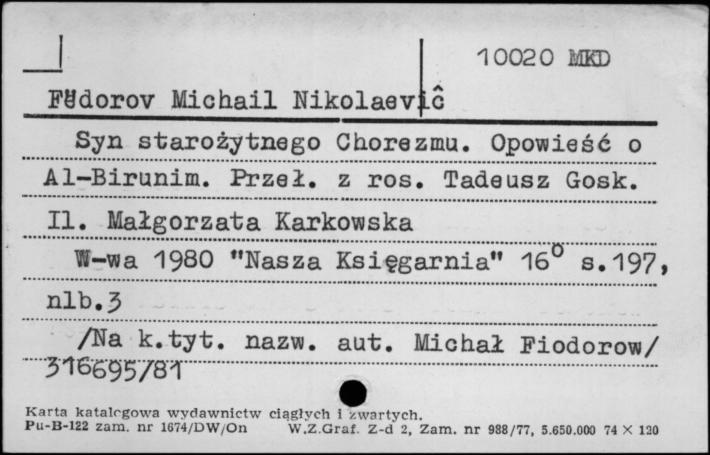 10020 MKD
Fëdorov Michail Nikolaevič
Syn starożytnego Chorezmu. Opowieść o
Al-Birunim. Przeł. z ros. Tadeusz Gosk.
Il. Małgorzata Karkowska
W-wa 1980 "Nasza Księgarnia" 16° s.197,
nlb.3
/Na k.tyt. nazw. aut. Michał Fiodorow/
316695/81
Karta katalogowa wydawnictw ciągłych i zwartych.
Pu-B-122 zam. nr 1674/DW/On W.Z.Graf. Z-d 2, Zam. nr 988/77, 5.650.000 74 × 120